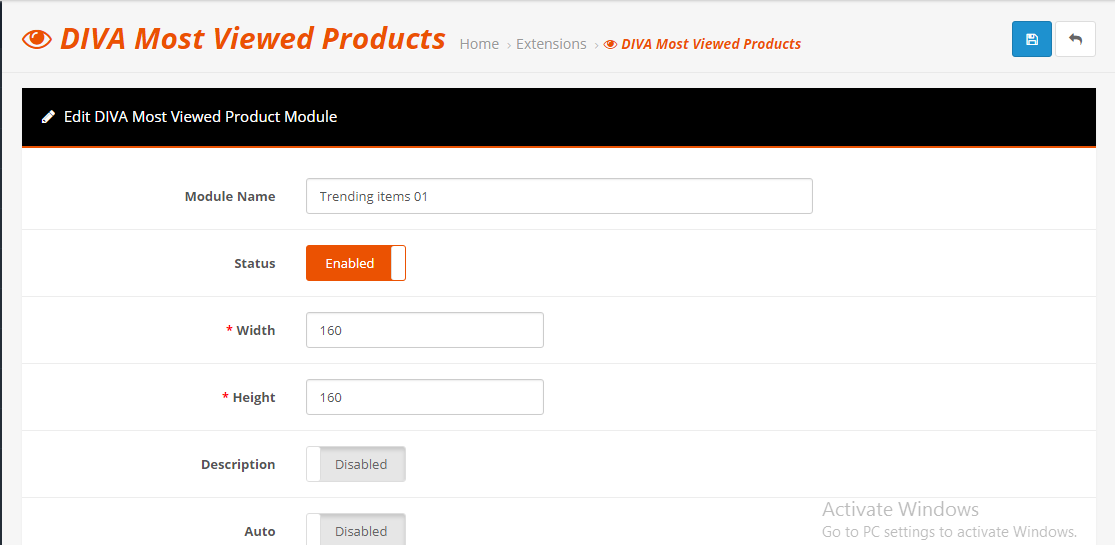 DIVA Most Viewed Products
Home › Extensions › DIVA Most Viewed Products
Edit DIVA Most Viewed Product Module
Module Name Trending items 01
Status Enabled
* Width 160
* Height 160
Description Disabled
Auto Disabled
Activate Windows
Go to PC settings to activate Windows.